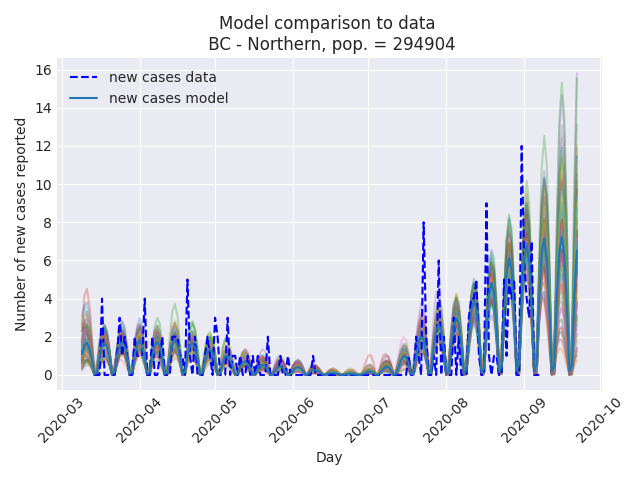 Model comparison to data
BC - Northern, pop. = 294904
new cases data
new cases model
Number of new cases reported
16
14
12
10
8
6
4
2
0
2020-03
2020-04
2020-05
2020-06
2020-07
2020-08
2020-09
2020-10
Day